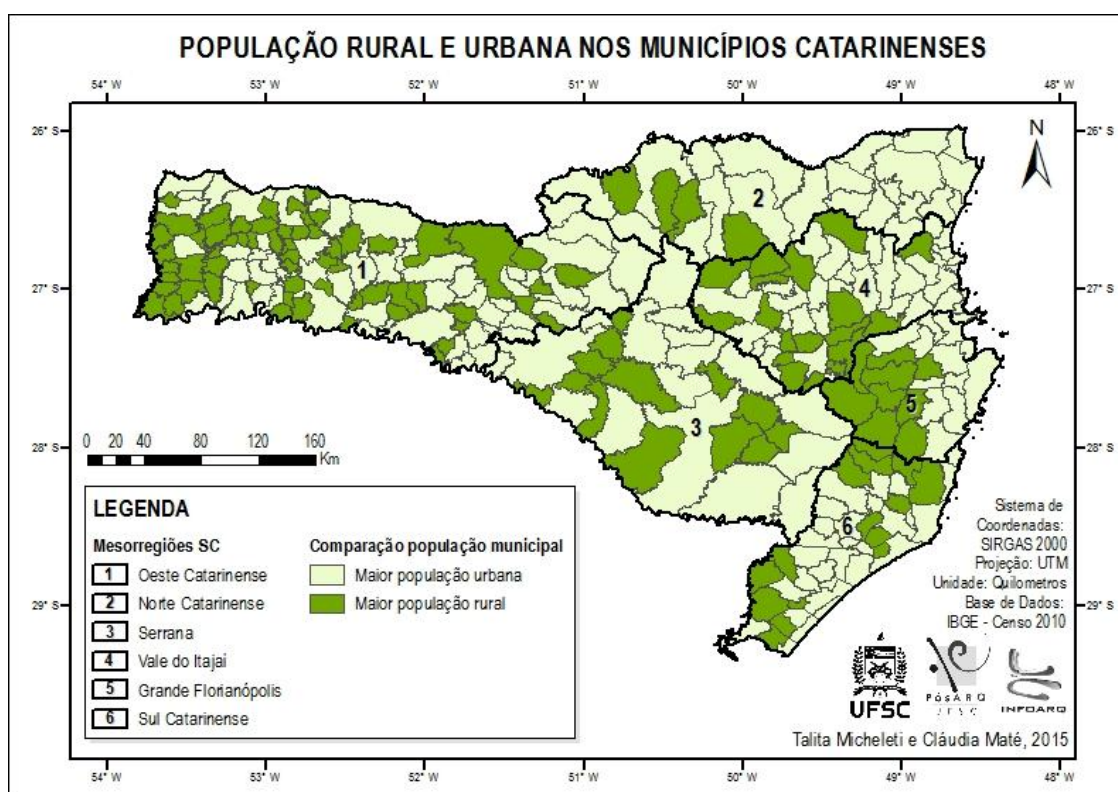 POPULAÇÃO RURAL E URBANA NOS MUNICÍPIOS CATARINENSES
54° W 53° W 52° W 51° W 50° W 49° W 48° W
26° S 26° S
N
2
1
4
27° S 27° S
5
3
28° S 28° S
0 20 40 80 120 160
Km
6
LEGENDA
Mesorregiões SC
1 Oeste Catarinense
2 Norte Catarinense
3 Serrana
4 Vale do Itajaí
5 Grande Florianópolis
6 Sul Catarinense
Comparação população municipal
Maior população urbana
Maior população rural
Sistema de
Coordenadas:
SIRGAS 2000
Projeção: UTM
Unidade: Quilometros
Base de Dados:
IBGE - Censo 2010
29° S 29° S
UFSC
PósARQ
UFSC
INFOARQ
Talita Micheleti e Cláudia Maté, 2015
54° W 53° W 52° W 51° W 50° W 49° W 48° W